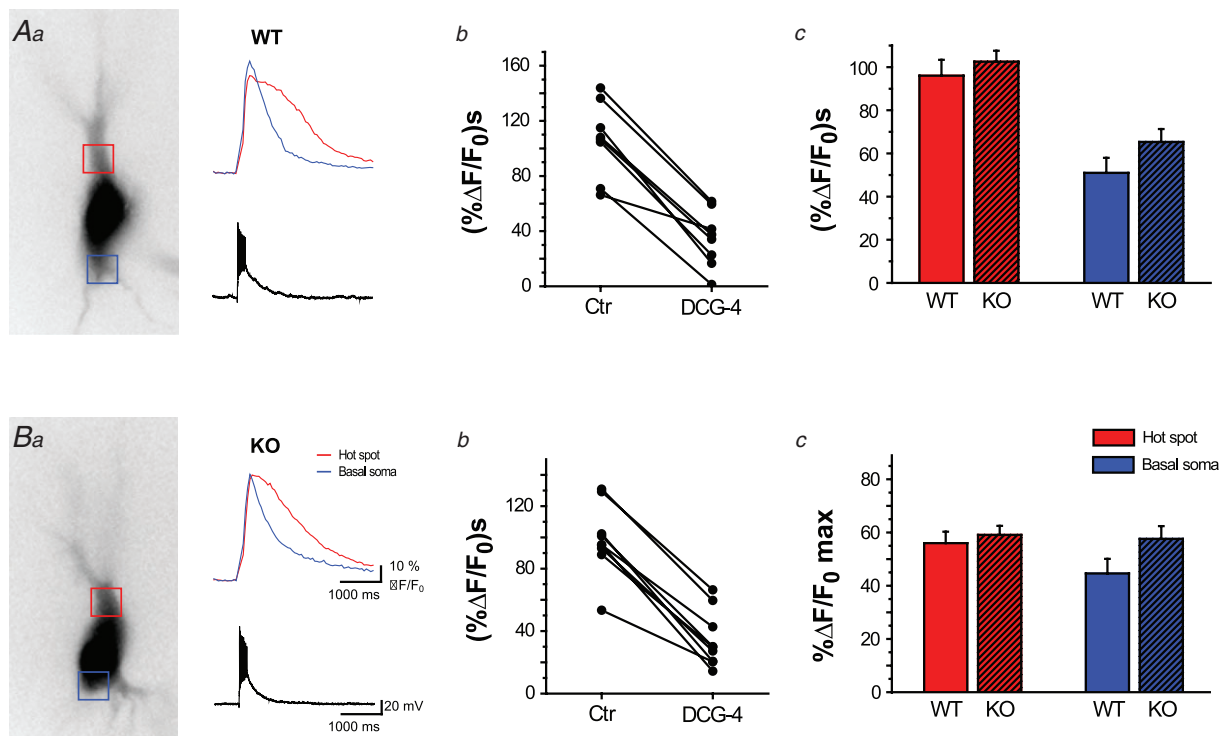 Aa
WT
b
(%ΔF/F0)s
160
120
80
40
0
Ctr
DCG-4
c
(%ΔF/F0)s
100
80
60
40
20
0
WT
KO
WT
KO
Ba
KO
Hot spot
Basal soma
10 %
F/F0
1000 ms
20 mV
1000 ms
b
(%ΔF/F0)s
120
80
40
0
Ctr
DCG-4
c
Hot spot
Basal soma
%ΔF/F0 max
80
60
40
20
0
WT
KO
WT
KO